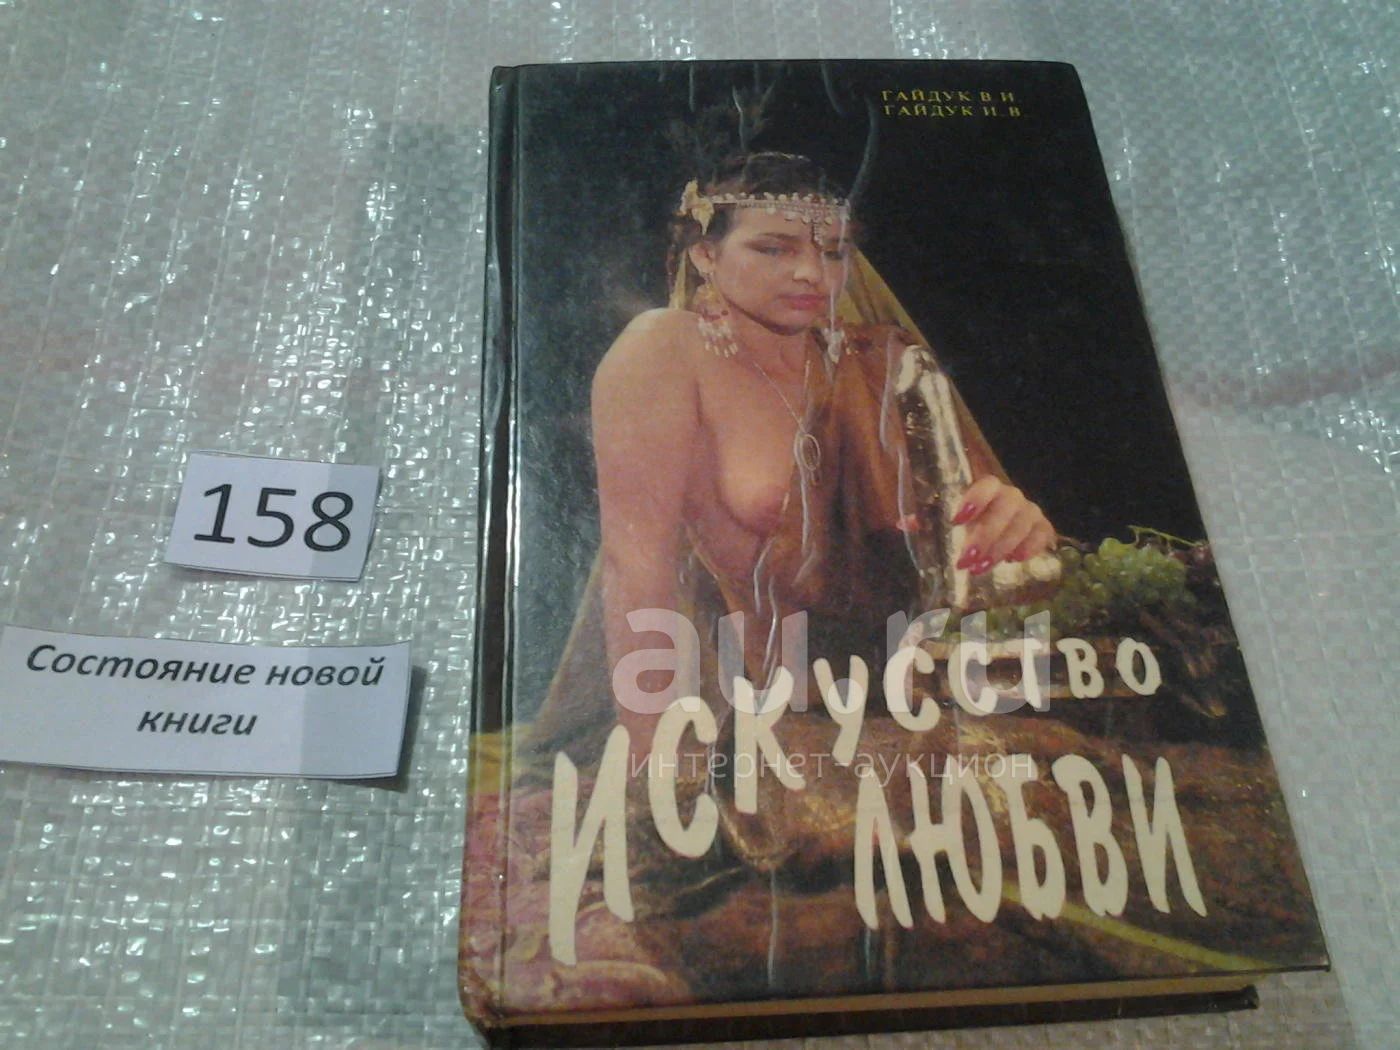 ГАЙДУК В. И.
ГАЙДУК И. В.
158
Состояние новой
книги
au.ru
ИСКУССТВО
интернет-аукцион
ЛЮБВИ